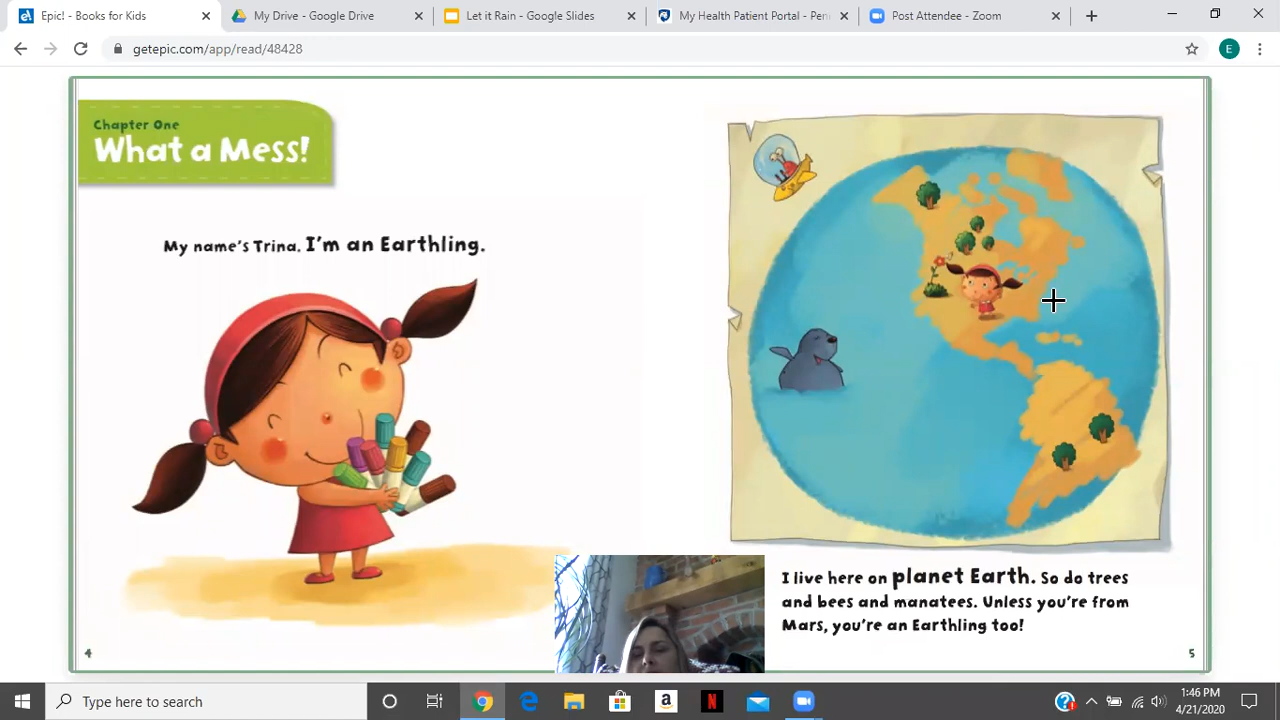 Epic! - Books for Kids
My Drive - Google Drive
Let it Rain - Google Slides
My Health Patient Portal - Pen
Post Attendee - Zoom
getepic.com/app/read/48428
E
Chapter One
What a Mess!
My name's Trina. I'm an Earthling.
I live here on planet Earth. So do trees
and bees and manatees. Unless you're from
Mars, you're an Earthling too!
4
5
Type here to search
1:46 PM
4/21/2020